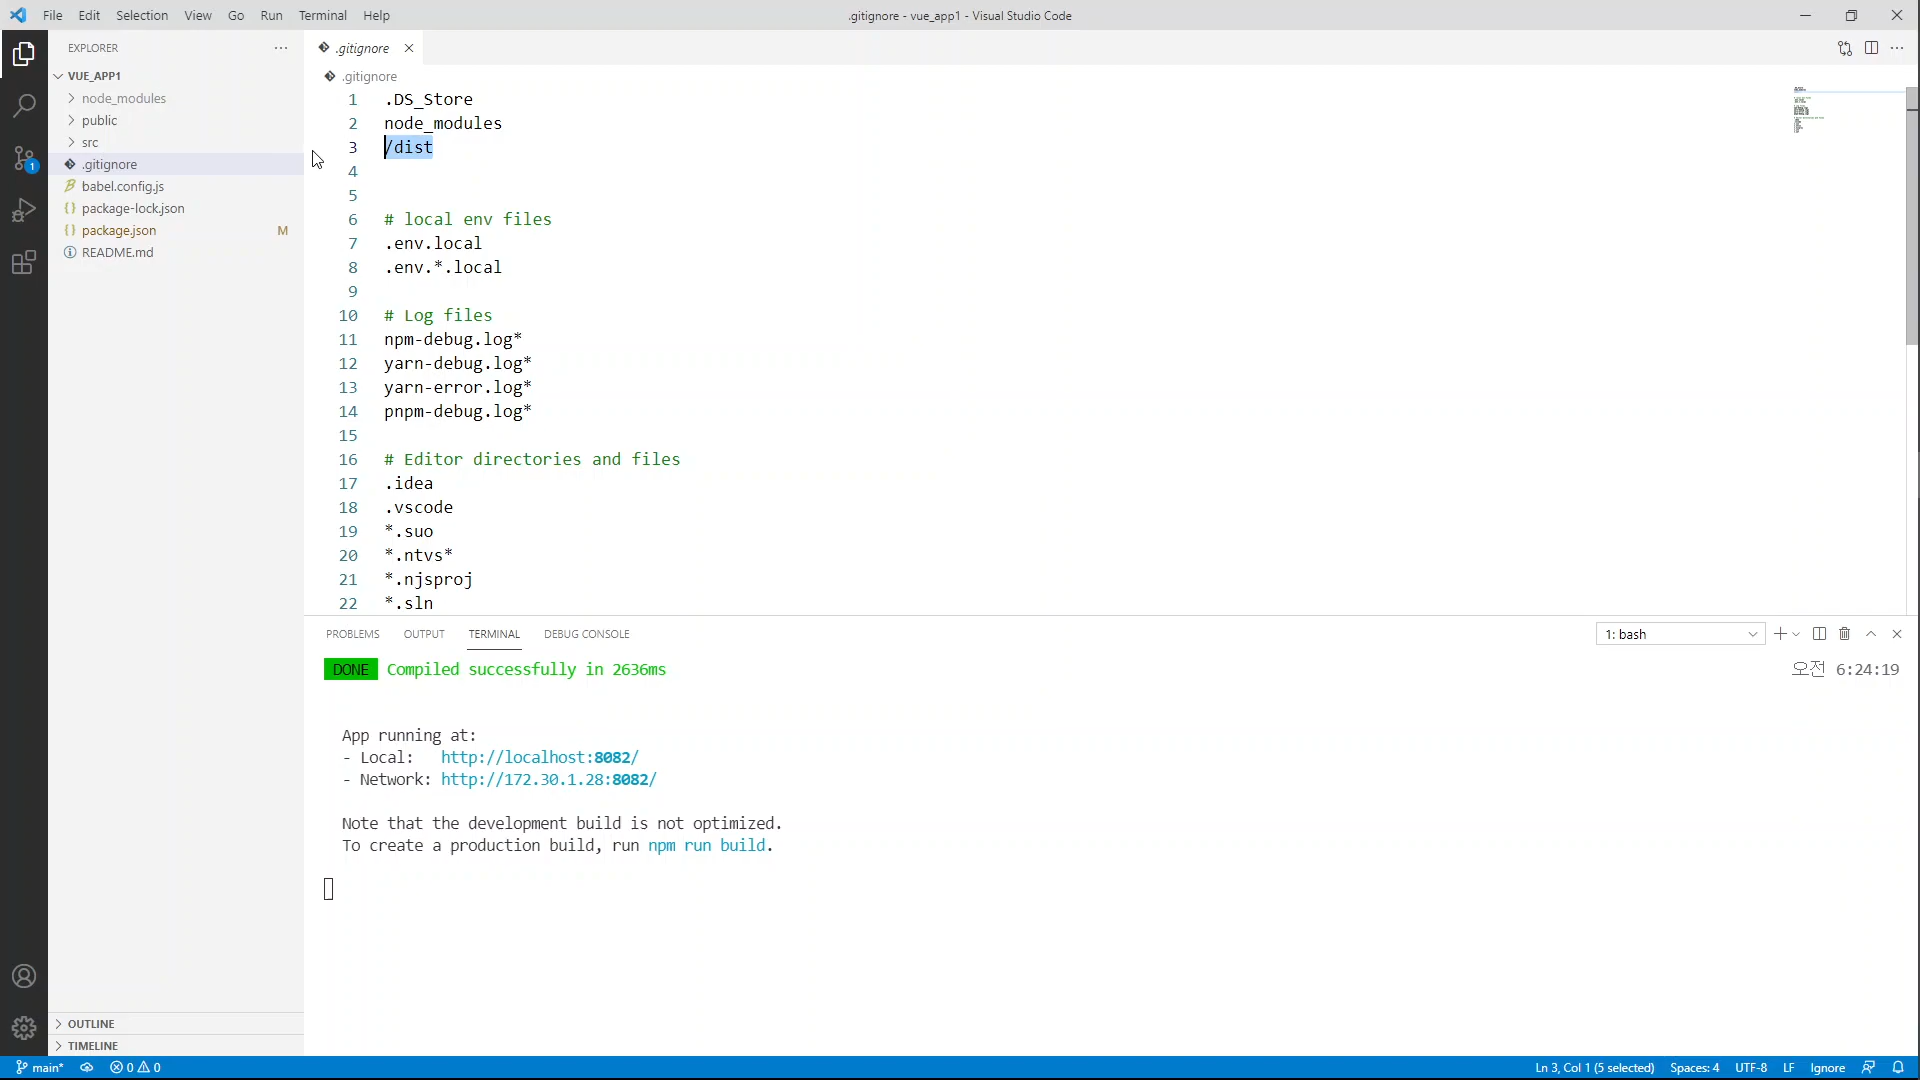 File Edit Selection View Go Run Terminal Help
.gitignore - vue_app1 - Visual Studio Code
EXPLORER
VUE_APP1
node_modules
public
src
.gitignore
babel.config.js
package-lock.json
package.json M
README.md
OUTLINE
TIMELINE
1
.gitignore
.gitignore
1 .DS_Store
2 node_modules
3 /dist
4
5
6 # local env files
7 .env.local
8 .env.*.local
9
10 # Log files
11 npm-debug.log*
12 yarn-debug.log*
13 yarn-error.log*
14 pnpm-debug.log*
15
16 # Editor directories and files
17 .idea
18 .vscode
19 *.suo
20 *.ntvs*
21 *.njsproj
22 *.sln
PROBLEMS OUTPUT TERMINAL DEBUG CONSOLE
1: bash
DONE Compiled successfully in 2636ms 오전 6:24:19
App running at:
- Local: http://localhost:8082/
- Network: http://172.30.1.28:8082/
Note that the development build is not optimized.
To create a production build, run npm run build.
main* 0 0
Ln 3, Col 1 (5 selected) Spaces: 4 UTF-8 LF Ignore